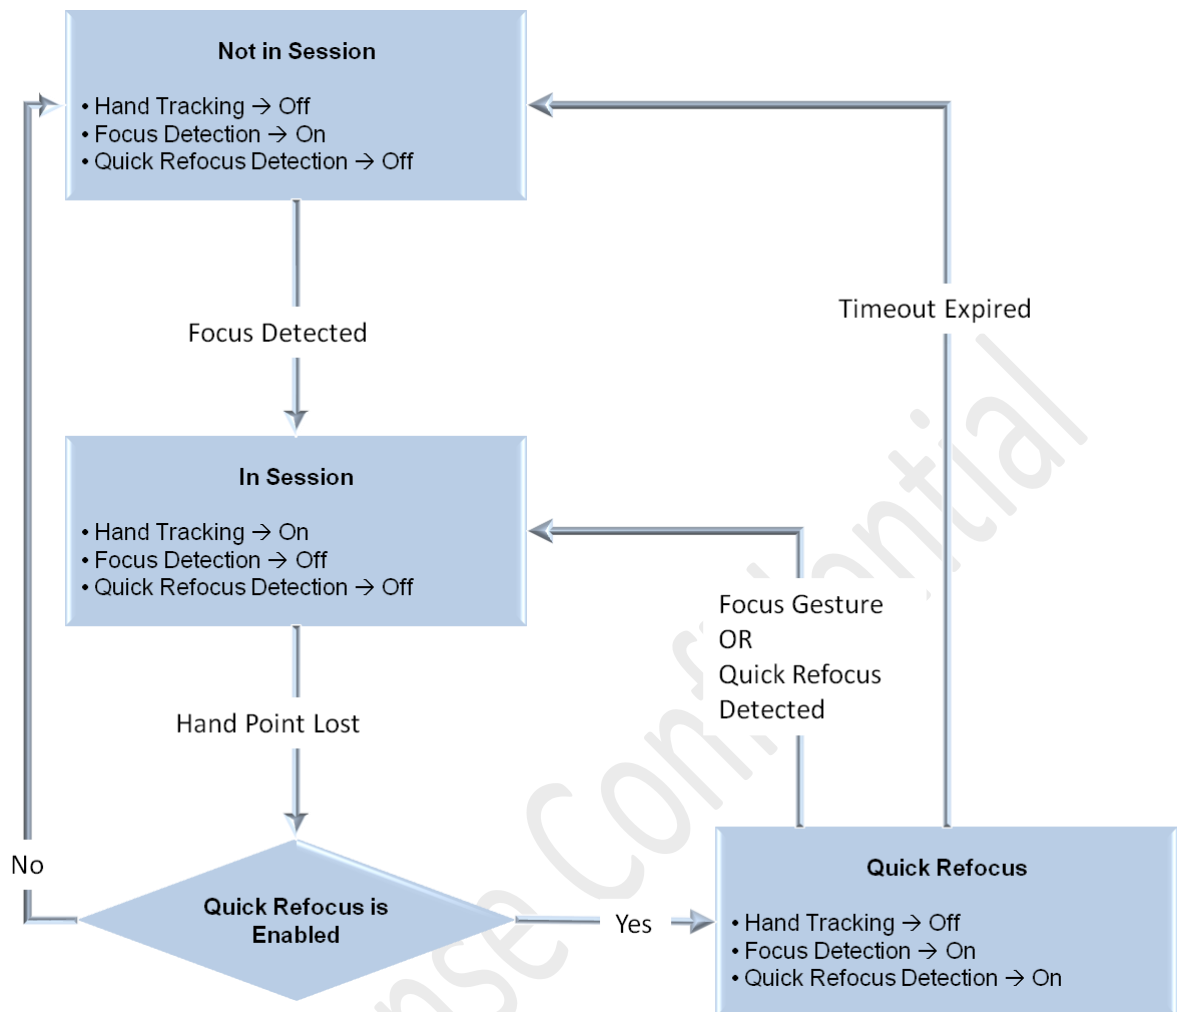 Not in Session
• Hand Tracking → Off
• Focus Detection → On
• Quick Refocus Detection → Off
Timeout Expired
Focus Detected
In Session
• Hand Tracking → On
• Focus Detection → Off
• Quick Refocus Detection → Off
Focus Gesture
OR
Quick Refocus
Detected
Hand Point Lost
No
Quick Refocus is
Enabled
Yes
Quick Refocus
• Hand Tracking → Off
• Focus Detection → On
• Quick Refocus Detection → On
nse Confidential